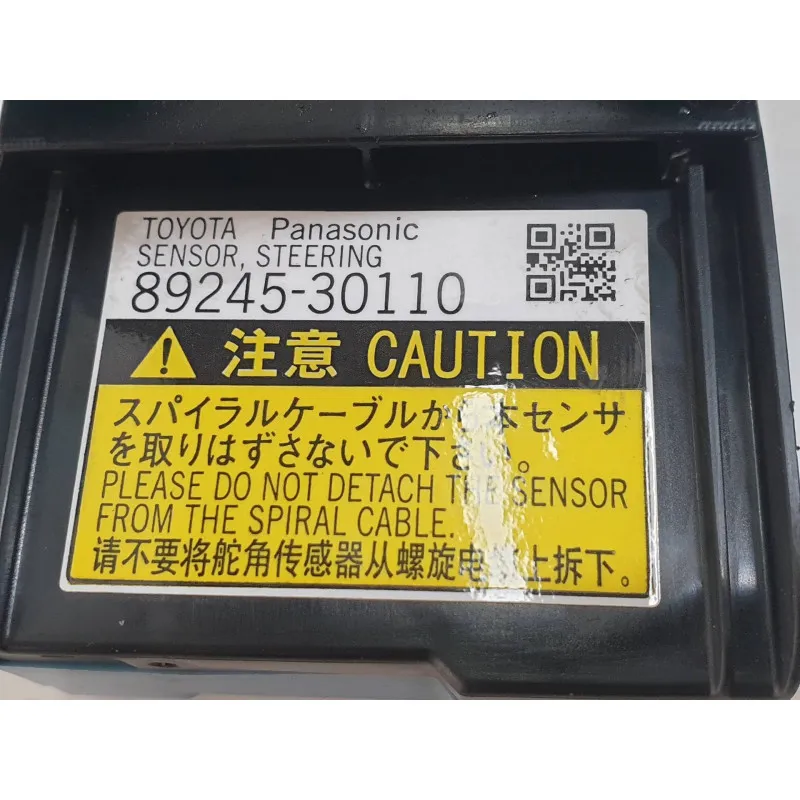 TOYOTA Panasonic
SENSOR, STEERING
89245-30110
注意 CAUTION
スパイラルケーブルから本センサ
を取りはずさないで下さい。
PLEASE DO NOT DETACH THE SENSOR
FROM THE SPIRAL CABLE.
请不要将舵角传感器从螺旋电缆上拆下。